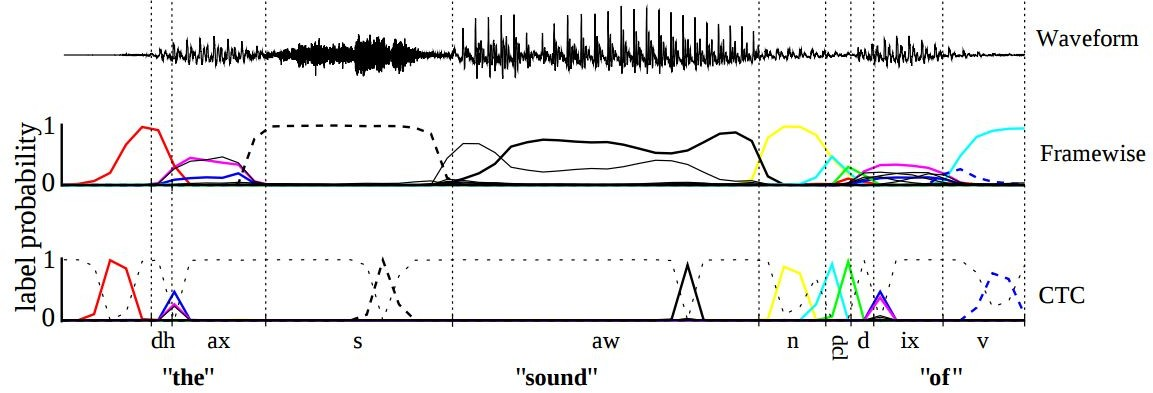 Waveform
label probability
1
0
Framewise
1
0
CTC
dh ax s aw n dcl d ix v
"the" "sound" "of"